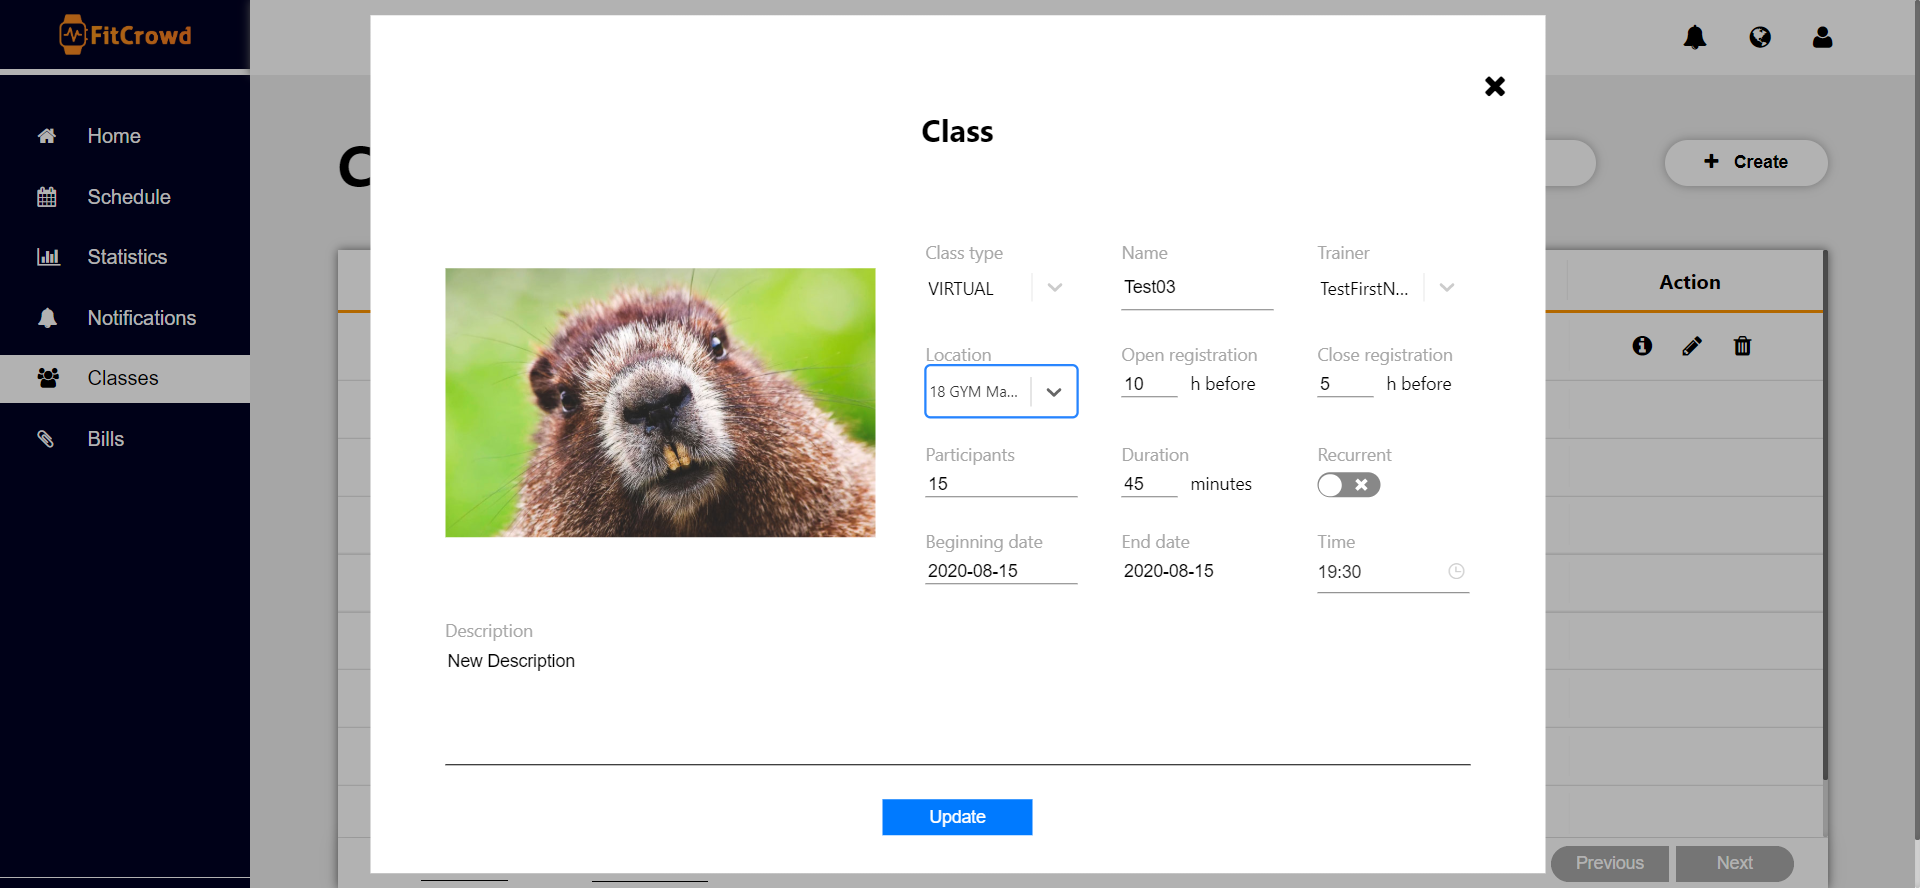 FitCrowd
Home
Schedule
Statistics
Notifications
Classes
Bills
C
Create
Action
Class
Class type
VIRTUAL
Name
Test03
Trainer
TestFirstN...
Location
18 GYM Ma...
Open registration
10 h before
Close registration
5 h before
Participants
15
Duration
45 minutes
Recurrent
Beginning date
2020-08-15
End date
2020-08-15
Time
19:30
Description
New Description
Update
Previous
Next